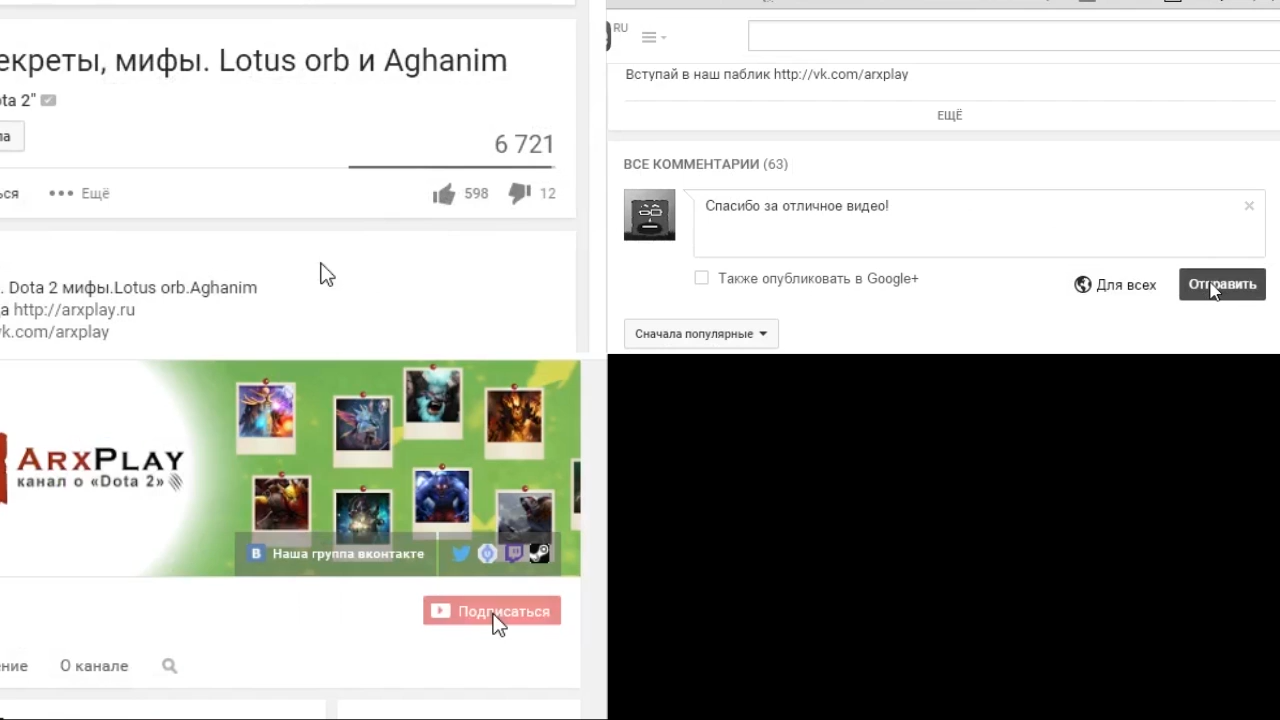 екреты, мифы. Lotus orb и Aghanim
ota 2"
ла
6 721
ься
••• Ещё
598
12
. Dota 2 мифы.Lotus orb.Aghanim
а http://arxplay.ru
vk.com/arxplay
RU
Вступай в наш паблик http://vk.com/arxplay
ЕЩЁ
ВСЕ КОММЕНТАРИИ (63)
Спасибо за отличное видео!
Также опубликовать в Google+
Для всех
Отправить
Сначала популярные
ARXPLAY
канал о «Dota 2»
B Наша группа вконтакте
Подписаться
ение
О канале